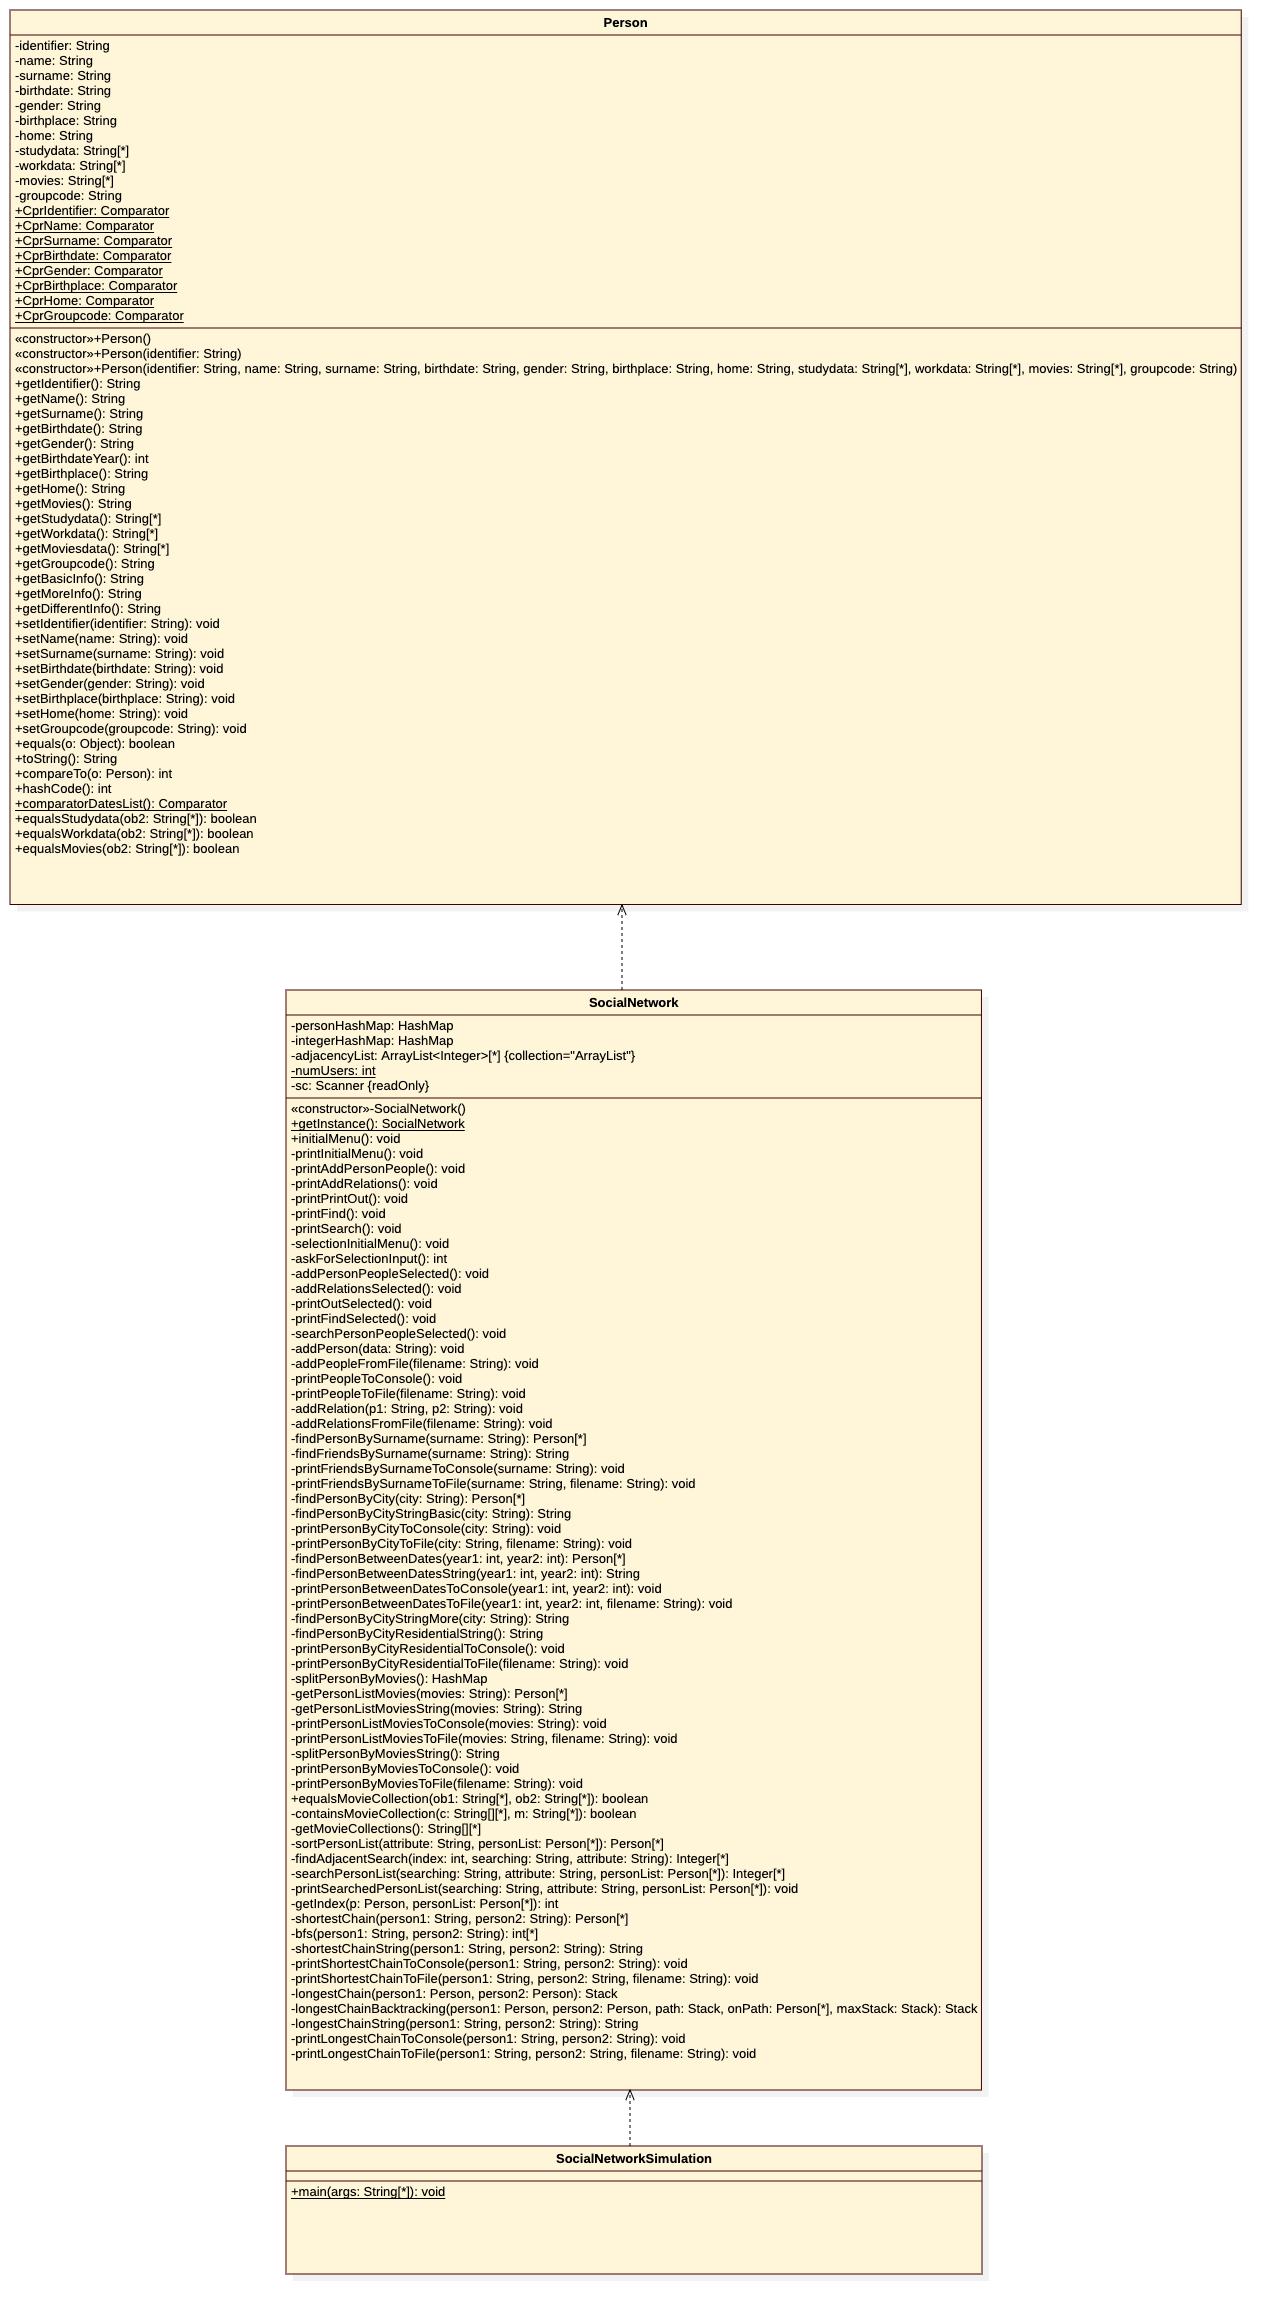 Person
-identifier: String
-name: String
-surname: String
-birthdate: String
-gender: String
-birthplace: String
-home: String
-studydata: String[*]
-workdata: String[*]
-movies: String[*]
-groupcode: String
+CprIdentifier: Comparator
+CprName: Comparator
+CprSurname: Comparator
+CprBirthdate: Comparator
+CprGender: Comparator
+CprBirthplace: Comparator
+CprHome: Comparator
+CprGroupcode: Comparator
«constructor»+Person()
«constructor»+Person(identifier: String)
«constructor»+Person(identifier: String, name: String, surname: String, birthdate: String, gender: String, birthplace: String, home: String, studydata: String[*], workdata: String[*], movies: String[*], groupcode: String)
+getIdentifier(): String
+getName(): String
+getSurname(): String
+getBirthdate(): String
+getGender(): String
+getBirthdateYear(): int
+getBirthplace(): String
+getHome(): String
+getMovies(): String
+getStudydata(): String[*]
+getWorkdata(): String[*]
+getMoviesdata(): String[*]
+getGroupcode(): String
+getBasicInfo(): String
+getMoreInfo(): String
+getDifferentInfo(): String
+setIdentifier(identifier: String): void
+setName(name: String): void
+setSurname(surname: String): void
+setBirthdate(birthdate: String): void
+setGender(gender: String): void
+setBirthplace(birthplace: String): void
+setHome(home: String): void
+setGroupcode(groupcode: String): void
+equals(o: Object): boolean
+toString(): String
+compareTo(o: Person): int
+hashCode(): int
+comparatorDatesList(): Comparator
+equalsStudydata(ob2: String[*]): boolean
+equalsWorkdata(ob2: String[*]): boolean
+equalsMovies(ob2: String[*]): boolean
SocialNetwork
-personHashMap: HashMap
-integerHashMap: HashMap
-adjacencyList: ArrayList<Integer>[*] {collection="ArrayList"}
-numUsers: int
-sc: Scanner {readOnly}
«constructor»-SocialNetwork()
+getInstance(): SocialNetwork
+initialMenu(): void
-printInitialMenu(): void
-printAddPersonPeople(): void
-printAddRelations(): void
-printPrintOut(): void
-printFind(): void
-printSearch(): void
-selectionInitialMenu(): void
-askForSelectionInput(): int
-addPersonPeopleSelected(): void
-addRelationsSelected(): void
-printOutSelected(): void
-printFindSelected(): void
-searchPersonPeopleSelected(): void
-addPerson(data: String): void
-addPeopleFromFile(filename: String): void
-printPeopleToConsole(): void
-printPeopleToFile(filename: String): void
-addRelation(p1: String, p2: String): void
-addRelationsFromFile(filename: String): void
-findPersonBySurname(surname: String): Person[*]
-findFriendsBySurname(surname: String): String
-printFriendsBySurnameToConsole(surname: String): void
-printFriendsBySurnameToFile(surname: String, filename: String): void
-findPersonByCity(city: String): Person[*]
-findPersonByCityStringBasic(city: String): String
-printPersonByCityToConsole(city: String): void
-printPersonByCityToFile(city: String, filename: String): void
-findPersonBetweenDates(year1: int, year2: int): Person[*]
-findPersonBetweenDatesString(year1: int, year2: int): String
-printPersonBetweenDatesToConsole(year1: int, year2: int): void
-printPersonBetweenDatesToFile(year1: int, year2: int, filename: String): void
-findPersonByCityStringMore(city: String): String
-findPersonByCityResidentialString(): String
-printPersonByCityResidentialToConsole(): void
-printPersonByCityResidentialToFile(filename: String): void
-splitPersonByMovies(): HashMap
-getPersonListMovies(movies: String): Person[*]
-getPersonListMoviesString(movies: String): String
-printPersonListMoviesToConsole(movies: String): void
-printPersonListMoviesToFile(movies: String, filename: String): void
-splitPersonByMoviesString(): String
-printPersonByMoviesToConsole(): void
-printPersonByMoviesToFile(filename: String): void
+equalsMovieCollection(ob1: String[*], ob2: String[*]): boolean
-containsMovieCollection(c: String[][*], m: String[*]): boolean
-getMovieCollections(): String[][*]
-sortPersonList(attribute: String, personList: Person[*]): Person[*]
-findAdjacentSearch(index: int, searching: String, attribute: String): Integer[*]
-searchPersonList(searching: String, attribute: String, personList: Person[*]): Integer[*]
-printSearchedPersonList(searching: String, attribute: String, personList: Person[*]): void
-getIndex(p: Person, personList: Person[*]): int
-shortestChain(person1: String, person2: String): Person[*]
-bfs(person1: String, person2: String): int[*]
-shortestChainString(person1: String, person2: String): String
-printShortestChainToConsole(person1: String, person2: String): void
-printShortestChainToFile(person1: String, person2: String, filename: String): void
-longestChain(person1: Person, person2: Person): Stack
-longestChainBacktracking(person1: Person, person2: Person, path: Stack, onPath: Person[*], maxStack: Stack): Stack
-longestChainString(person1: String, person2: String): String
-printLongestChainToConsole(person1: String, person2: String): void
-printLongestChainToFile(person1: String, person2: String, filename: String): void
SocialNetworkSimulation
+main(args: String[*]): void